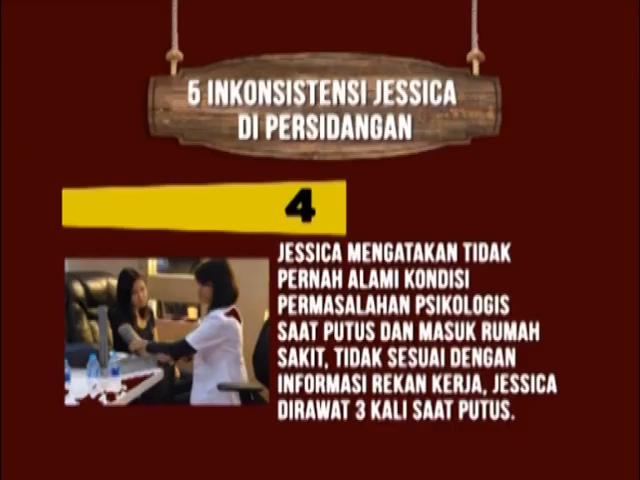 5 INKONSISTENSI JESSICA
DI PERSIDANGAN
4
JESSICA MENGATAKAN TIDAK
PERNAH ALAMI KONDISI
PERMASALAHAN PSIKOLOGIS
SAAT PUTUS DAN MASUK RUMAH
SAKIT, TIDAK SESUAI DENGAN
INFORMASI REKAN KERJA, JESSICA
DIRAWAT 3 KALI SAAT PUTUS.